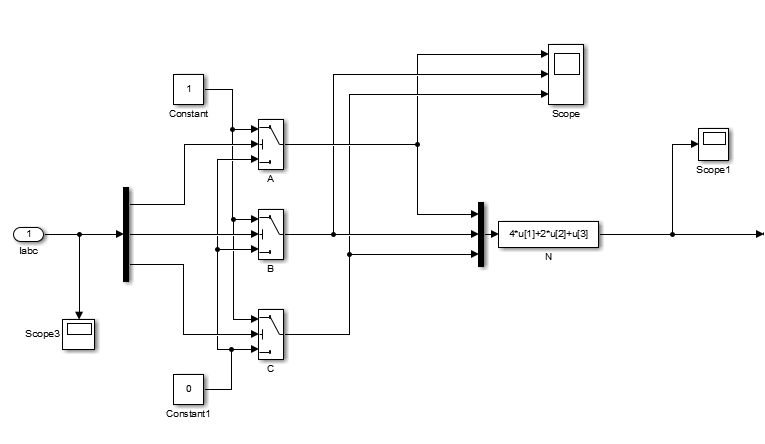 1
Constant
Scope
A
Scope1
1
Iabc
B
4*u[1]+2*u[2]+u[3]
N
Scope3
C
0
Constant1